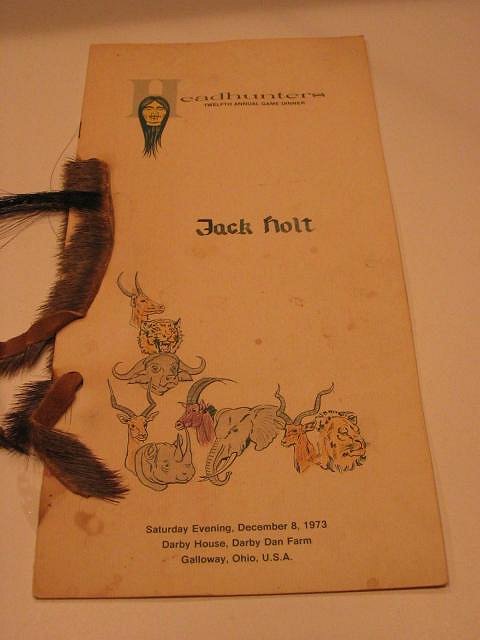 Headhunters
TWELFTH ANNUAL GAME DINNER
Jack Holt
Saturday Evening, December 8, 1973
Darby House, Darby Dan Farm
Galloway, Ohio, U.S.A.